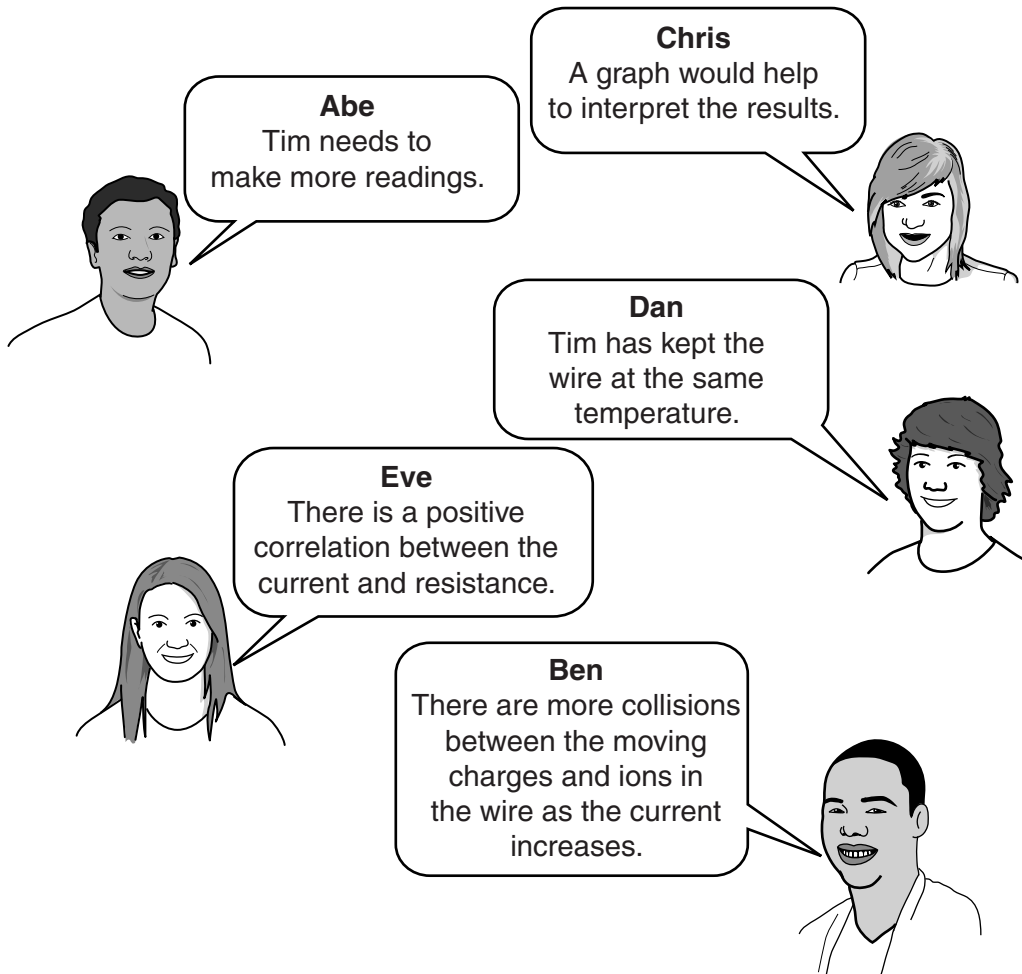 Chris
A graph would help
to interpret the results.
Abe
Tim needs to
make more readings.
Dan
Tim has kept the
wire at the same
temperature.
Eve
There is a positive
correlation between the
current and resistance.
Ben
There are more collisions
between the moving
charges and ions in
the wire as the current
increases.